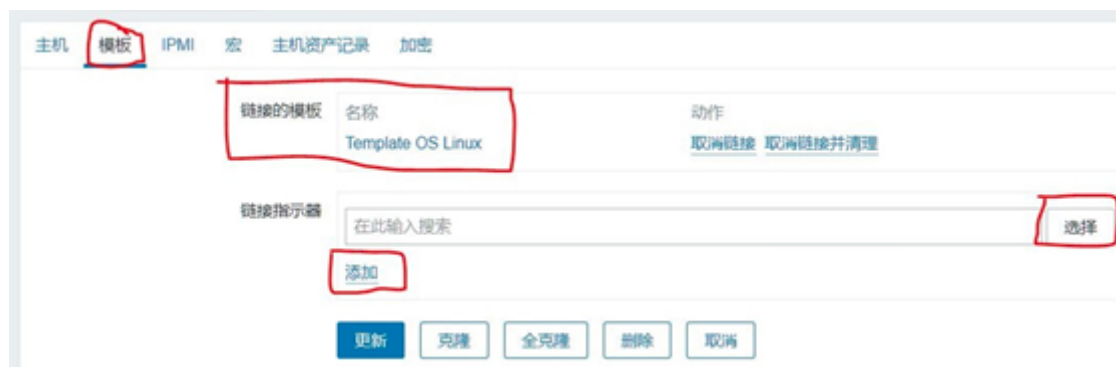 主机 模板 IPMI 宏 主机资产记录 加密
链接的模板 名称 动作
Template OS Linux 取消链接 取消链接并清理
链接指示器 在此输入搜索 选择
添加
更新 克隆 全克隆 删除 取消